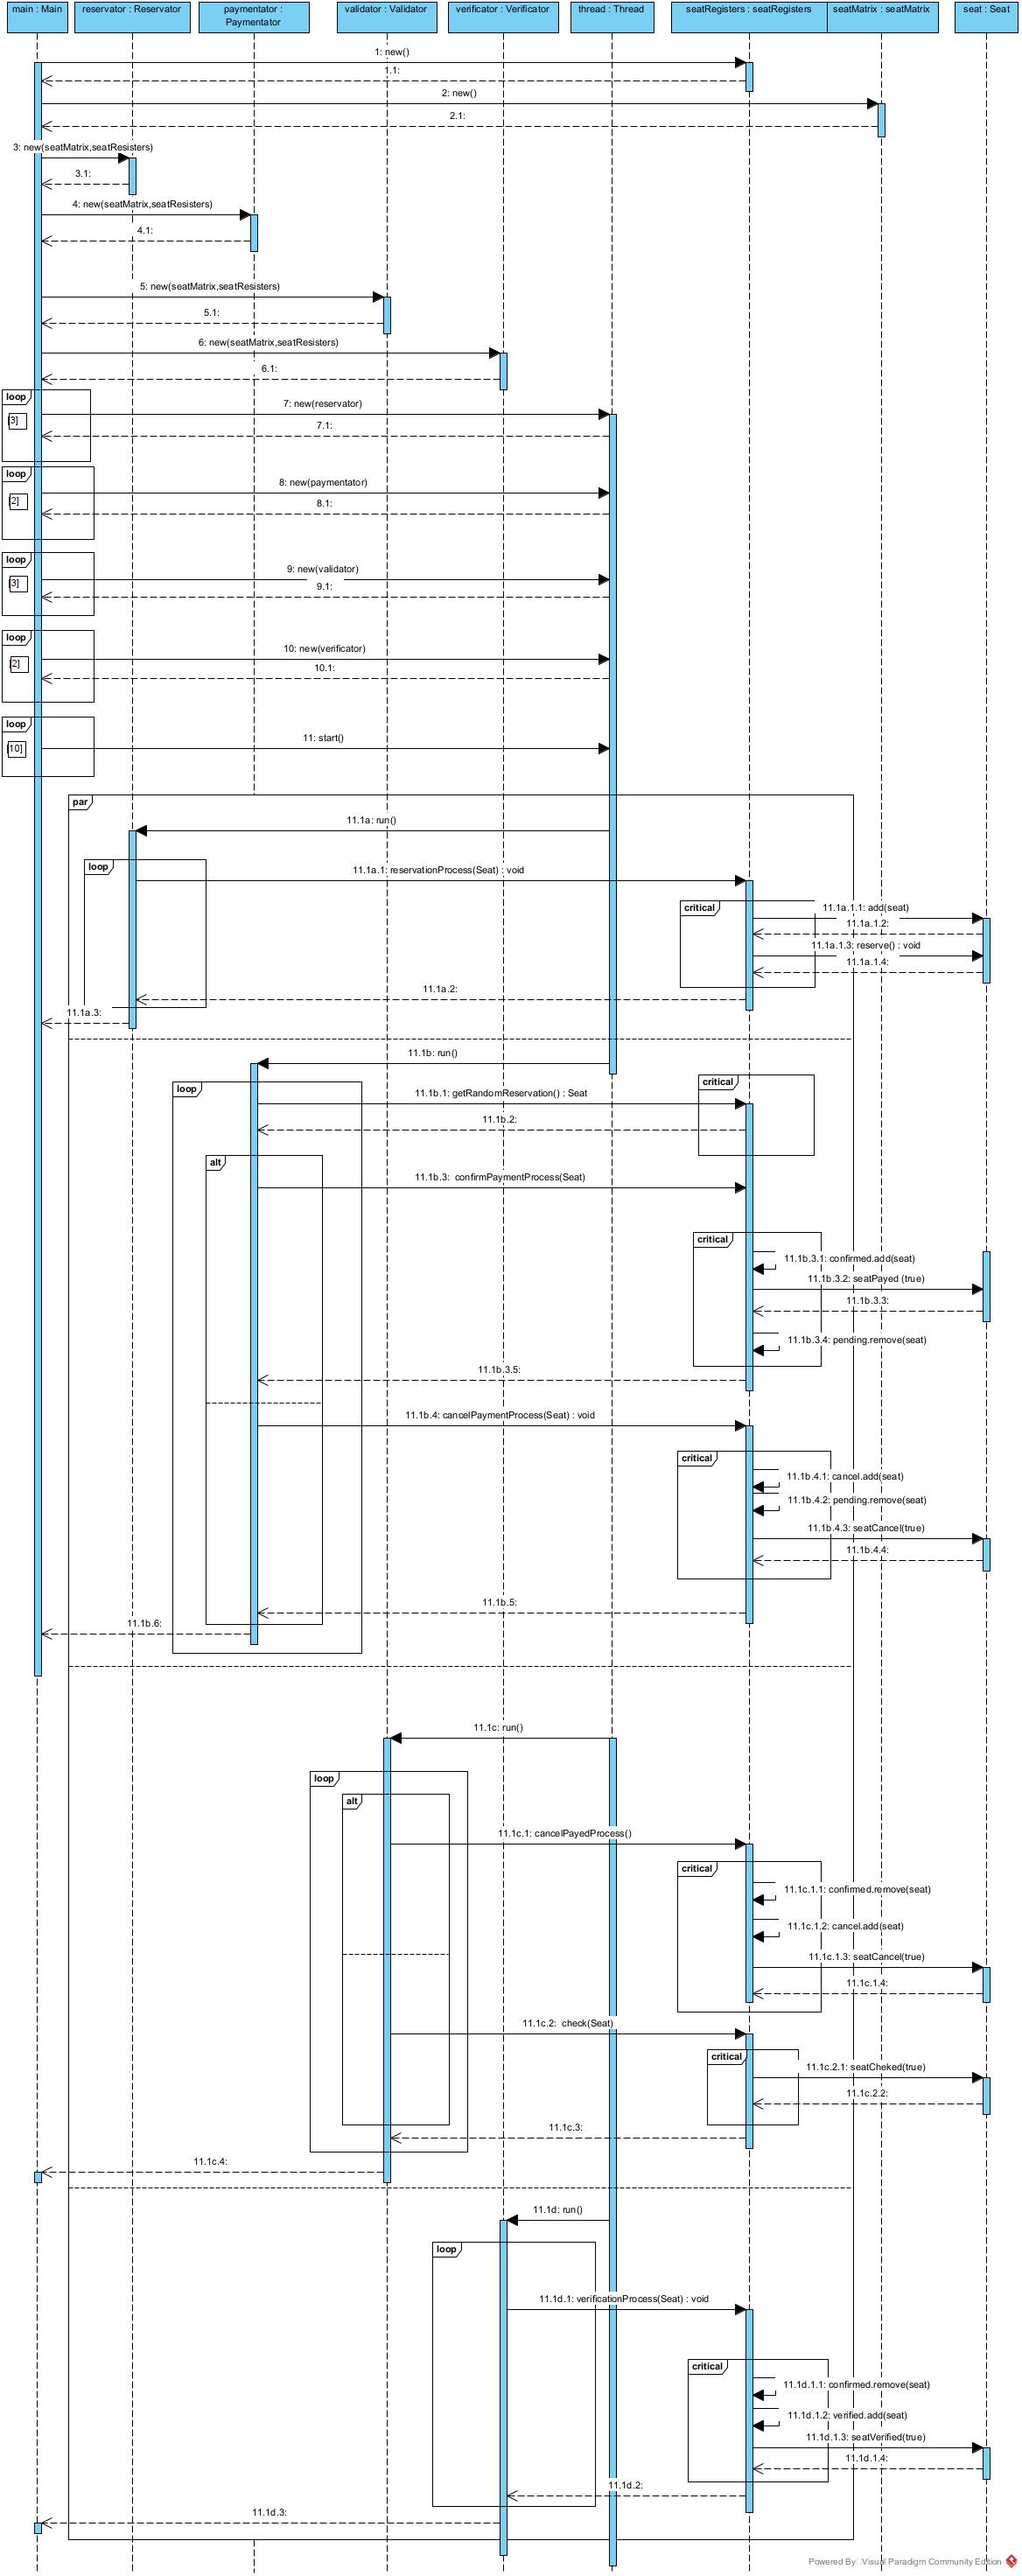 main : Main
reservator : Reservator
paymentator :
Paymentator
validator : Validator
verificator : Verificator
thread : Thread
seatRegisters : seatRegisters
seatMatrix : seatMatrix
seat : Seat
1: new()
1.1:
2: new()
2.1:
3: new(seatMatrix,seatResisters)
3.1:
4: new(seatMatrix,seatResisters)
4.1:
5: new(seatMatrix,seatResisters)
5.1:
6: new(seatMatrix,seatResisters)
6.1:
loop
[3]
7: new(reservator)
7.1:
loop
[2]
8: new(paymentator)
8.1:
loop
[3]
9: new(validator)
9.1:
loop
[2]
10: new(verificator)
10.1:
loop
[10]
11: start()
par
11.1a: run()
loop
11.1a.1: reservationProcess(Seat) : void
critical
11.1a.1.1: add(seat)
11.1a.1.2:
11.1a.1.3: reserve() : void
11.1a.1.4:
11.1a.2:
11.1a.3:
11.1b: run()
loop
critical
11.1b.1: getRandomReservation() : Seat
11.1b.2:
alt
11.1b.3:  confirmPaymentProcess(Seat)
critical
11.1b.3.1: confirmed.add(seat)
11.1b.3.2: seatPayed (true)
11.1b.3.3:
11.1b.3.4: pending.remove(seat)
11.1b.3.5:
11.1b.4: cancelPaymentProcess(Seat) : void
critical
11.1b.4.1: cancel.add(seat)
11.1b.4.2: pending.remove(seat)
11.1b.4.3: seatCancel(true)
11.1b.4.4:
11.1b.5:
11.1b.6:
11.1c: run()
loop
alt
11.1c.1: cancelPayedProcess()
critical
11.1c.1.1: confirmed.remove(seat)
11.1c.1.2: cancel.add(seat)
11.1c.1.3: seatCancel(true)
11.1c.1.4:
11.1c.2:  check(Seat)
critical
11.1c.2.1: seatCheked(true)
11.1c.2.2:
11.1c.3:
11.1c.4:
11.1d: run()
loop
11.1d.1: verificationProcess(Seat) : void
critical
11.1d.1.1: confirmed.remove(seat)
11.1d.1.2: verified.add(seat)
11.1d.1.3: seatVerified(true)
11.1d.1.4:
11.1d.2:
11.1d.3:
Powered By Visual Paradigm Community Edition